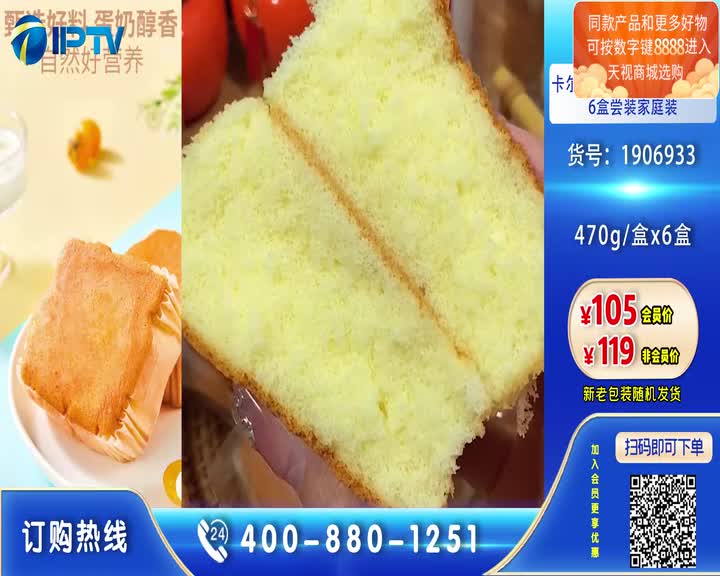 甄选好料 蛋奶醇香
自然好营养
IPTV
同款产品和更多好物
可按数字键8888进入
天视商城选购
卡尔
6盒尝装家庭装
货号：1906933
470g/盒x6盒
¥105 会员价
¥119 非会员价
新老包装随机发货
加入会员更享优惠
扫码即可下单
订购热线
24
400-880-1251